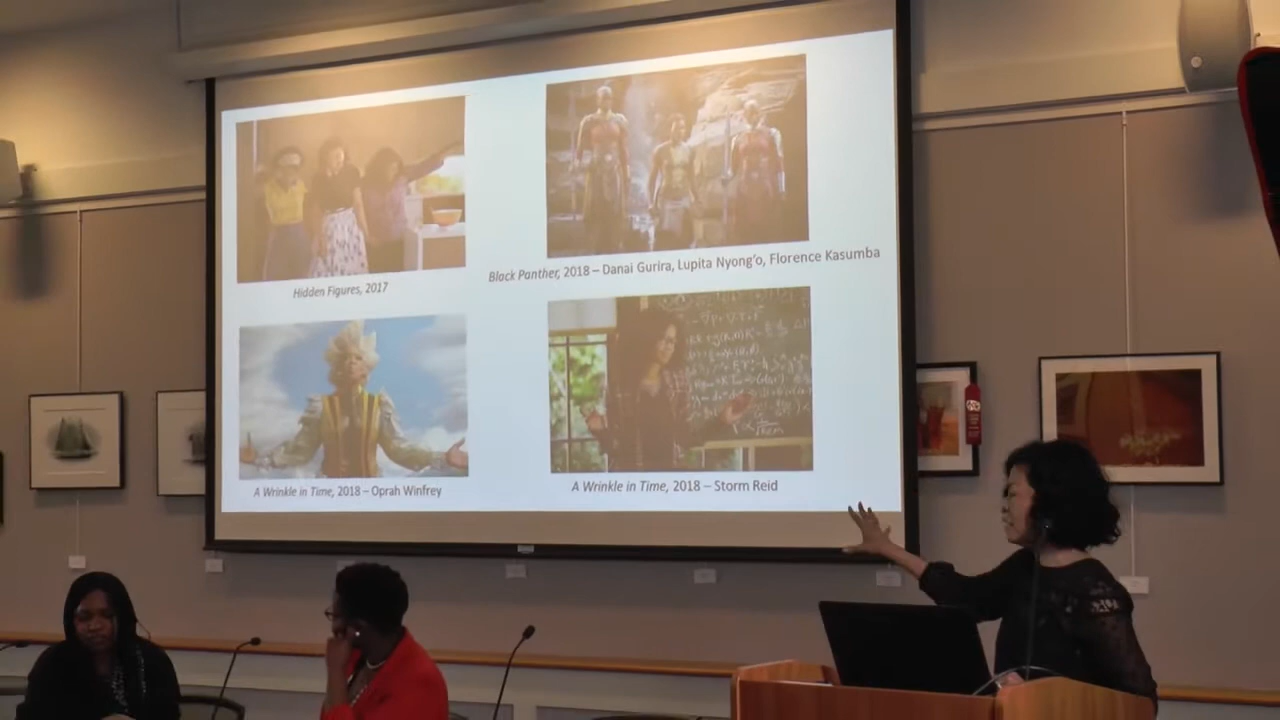 Hidden Figures, 2017
Black Panther, 2018 – Danai Gurira, Lupita Nyong'o, Florence Kasumba
A Wrinkle in Time, 2018 – Oprah Winfrey
A Wrinkle in Time, 2018 – Storm Reid